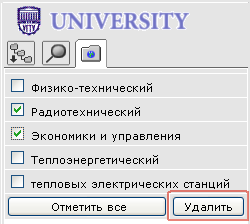 UNIVERSITY
Физико-технический
Радиотехнический
Экономики и управления
Теплоэнергетический
тепловых электрических станций
Отметить все
Удалить